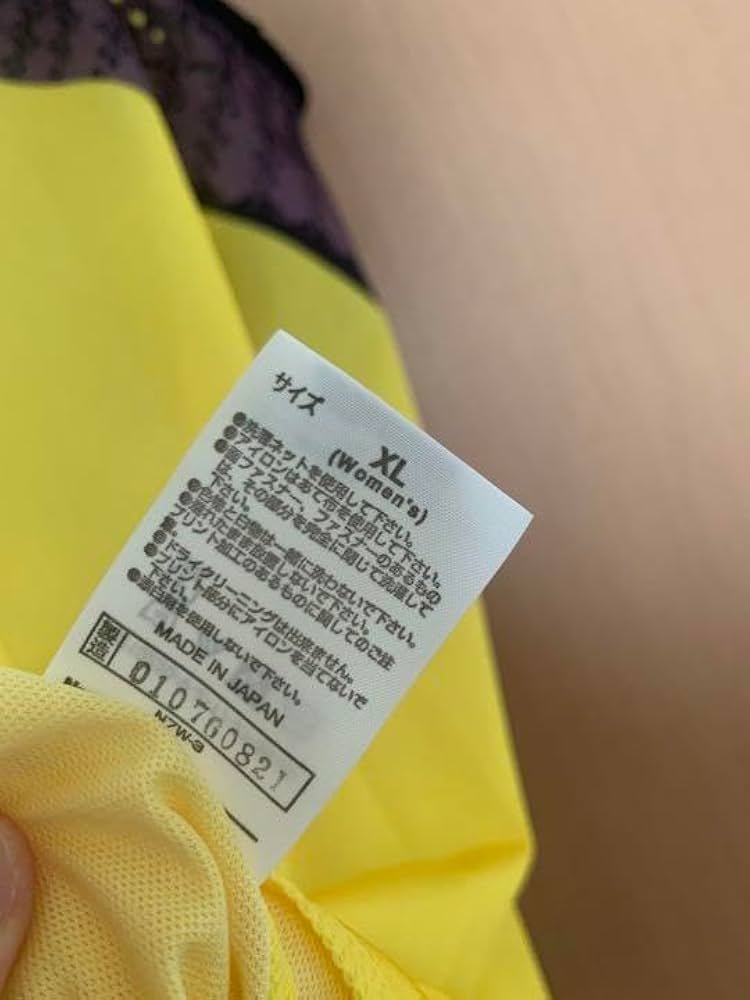 サイズ
XL
(Women's)
●洗濯ネットを使用して下さい。
●アイロンはあて布を使用して下さい。
●面ファスナー、ファスナーのあるもの
は、その部分を完全に閉じて洗濯して
下さい。
●色物と白物は一緒に洗わないで下さい。
●濡れたまま放置しないで下さい。
プリント加工のあるものに関してのご注
意。
●ドライクリーニングは出来ません。
●プリント部分にアイロンを当てないで
下さい。
●漂白剤を使用しないで下さい。
MADE IN JAPAN
製造
0107G0821
N7W-3